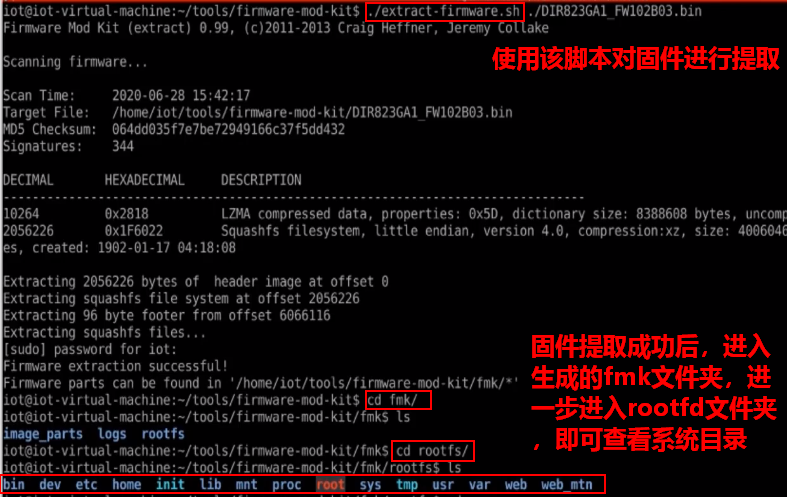 iot@iot-virtual-machine:~/tools/firmware-mod-kit$ ./extract-firmware.sh ./DIR823GA1_FW102B03.bin
Firmware Mod Kit (extract) 0.99, (c)2011-2013 Craig Heffner, Jeremy Collake
使用该脚本对固件进行提取
Scanning firmware...
Scan Time:     2020-06-28 15:42:17
Target File:   /home/iot/tools/firmware-mod-kit/DIR823GA1_FW102B03.bin
MD5 Checksum:  064dd035f7e7be72949166c37f5dd432
Signatures:    344
DECIMAL       HEXADECIMAL     DESCRIPTION
--------------------------------------------------------------------------------
10264         0x2818          LZMA compressed data, properties: 0x5D, dictionary size: 8388608 bytes, uncomp
2056226       0x1F6022        Squashfs filesystem, little endian, version 4.0, compression:xz, size: 4006046
es, created: 1902-01-17 04:18:08
Extracting 2056226 bytes of  header image at offset 0
Extracting squashfs file system at offset 2056226
Extracting 96 byte footer from offset 6066116
Extracting squashfs files...
[sudo] password for iot:
Firmware extraction successful!
Firmware parts can be found in '/home/iot/tools/firmware-mod-kit/fmk/*'
iot@iot-virtual-machine:~/tools/firmware-mod-kit$ cd fmk/
iot@iot-virtual-machine:~/tools/firmware-mod-kit/fmk$ ls
image_parts  logs  rootfs
iot@iot-virtual-machine:~/tools/firmware-mod-kit/fmk$ cd rootfs/
iot@iot-virtual-machine:~/tools/firmware-mod-kit/fmk/rootfs$ ls
bin  dev  etc  home  init  lib  mnt  proc  root  sys  tmp  usr  var  web  web_mtn
固件提取成功后，进入
生成的fmk文件夹，进
一步进入rootfd文件夹
，即可查看系统目录